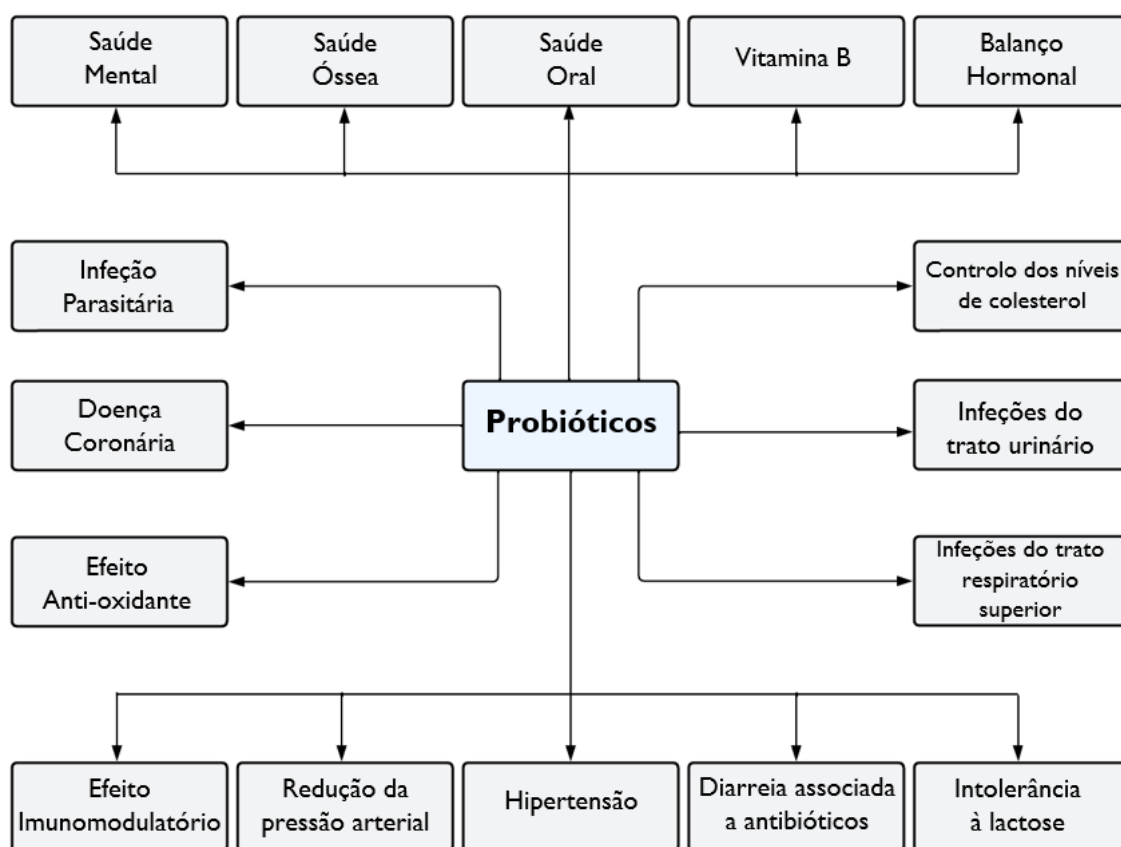 Saúde
Mental
Saúde
Óssea
Saúde
Oral
Vitamina B
Balanço
Hormonal
Infeção
Parasitária
Controlo dos níveis
de colesterol
Doença
Coronária
Probióticos
Infeções do
trato urinário
Efeito
Anti-oxidante
Infeções do trato
respiratório
superior
Efeito
Imunomodulatório
Redução da
pressão arterial
Hipertensão
Diarreia associada
a antibióticos
Intolerância
à lactose